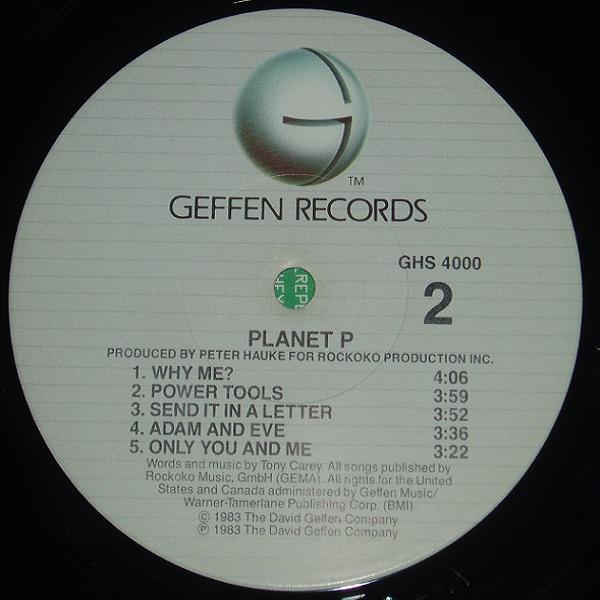 G
TM
GEFFEN RECORDS
GHS 4000
2
PLANET P
PRODUCED BY PETER HAUKE FOR ROCKOKO PRODUCTION INC.
1. WHY ME? 4:06
2. POWER TOOLS 3:59
3. SEND IT IN A LETTER 3:52
4. ADAM AND EVE 3:36
5. ONLY YOU AND ME 3:22
Words and music by Tony Carey. All songs published by
Rockoko Music, GmbH (GEMA). All rights for the United
States and Canada administered by Geffen Music/
Warner-Tamerlane Publishing Corp. (BMI)
© 1983 The David Geffen Company
℗ 1983 The David Geffen Company